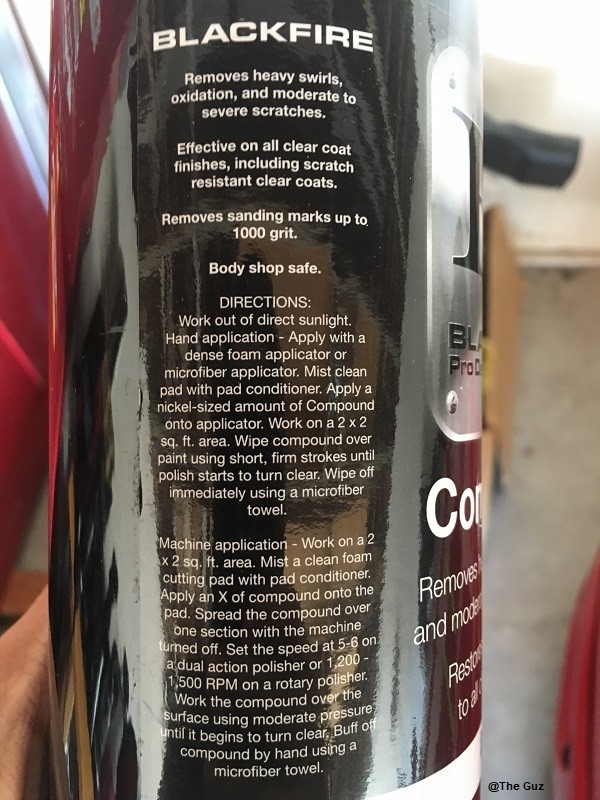 BLACKFIRE
Removes heavy swirls,
oxidation, and moderate to
severe scratches.
Effective on all clear coat
finishes, including scratch
resistant clear coats.
Removes sanding marks up to
1000 grit.
Body shop safe.
DIRECTIONS:
Work out of direct sunlight.
Hand application - Apply with a
dense foam applicator or
microfiber applicator. Mist clean
pad with pad conditioner. Apply a
nickel-sized amount of Compound
onto applicator. Work on a 2 x 2
sq. ft. area. Wipe compound over
paint using short, firm strokes until
polish starts to turn clear. Wipe off
immediately using a microfiber
towel.
Machine application - Work on a 2
x 2 sq. ft. area. Mist a clean foam
cutting pad with pad conditioner.
Apply an X of compound onto the
pad. Spread the compound over
one section with the machine
turned off. Set the speed at 5-6 on
a dual action polisher or 1,200 -
1,500 RPM on a rotary polisher.
Work the compound over the
surface using moderate pressure
until it begins to turn clear. Buff off
compound by hand using a
microfiber towel.
BLA
Pro D
Com
Removes
and mode
Restor
to all
@The Guz